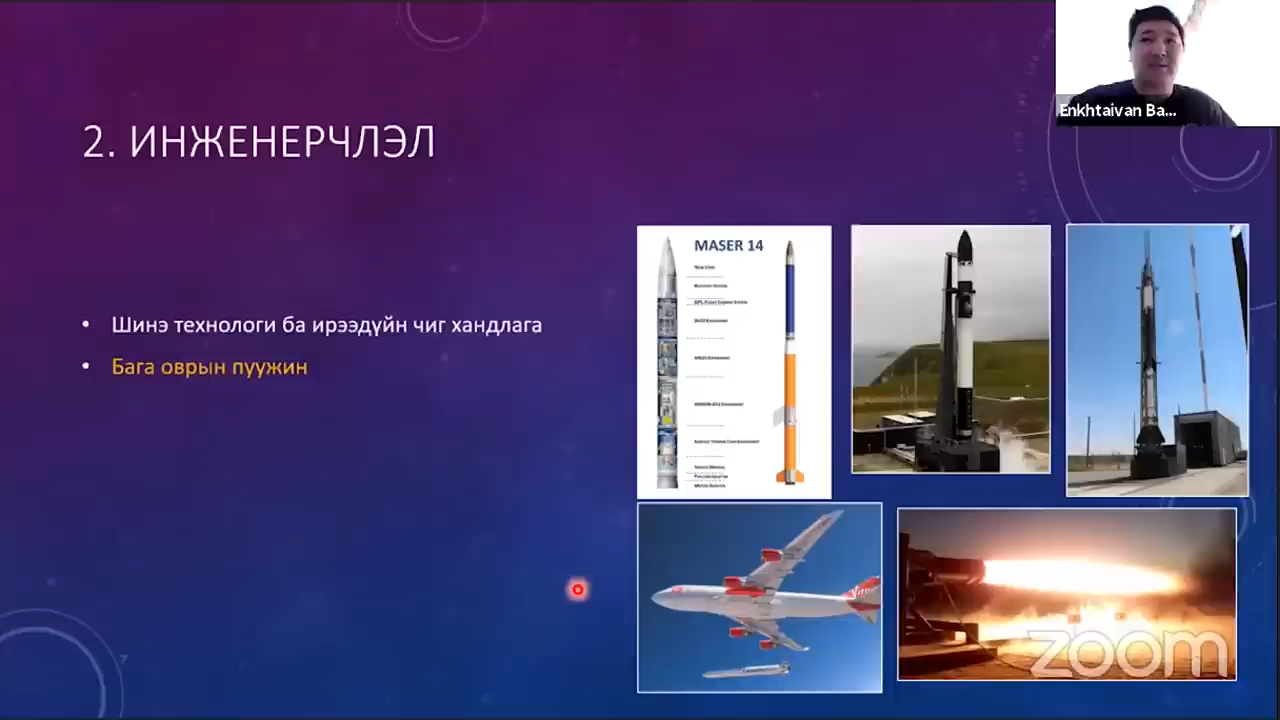 Enkhtaivan Ba...
2. ИНЖЕНЕРЧЛЭЛ
• Шинэ технологи ба ирээдүйн чиг хандлага
• Бага оврын пуужин
MASER 14
zoom